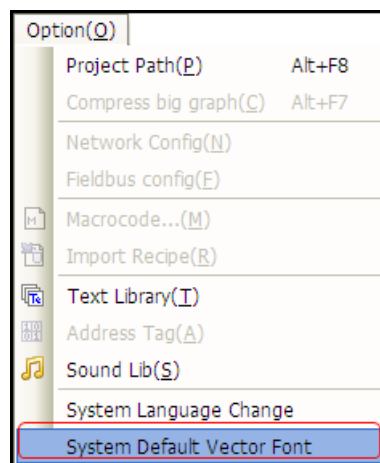 Option(O)
Project Path(P) Alt+F8
Compress big graph(C) Alt+F7
Network Config(N)
Fieldbus config(F)
Macrocode...(M)
Import Recipe(R)
Text Library(T)
Address Tag(A)
Sound Lib(S)
System Language Change
System Default Vector Font